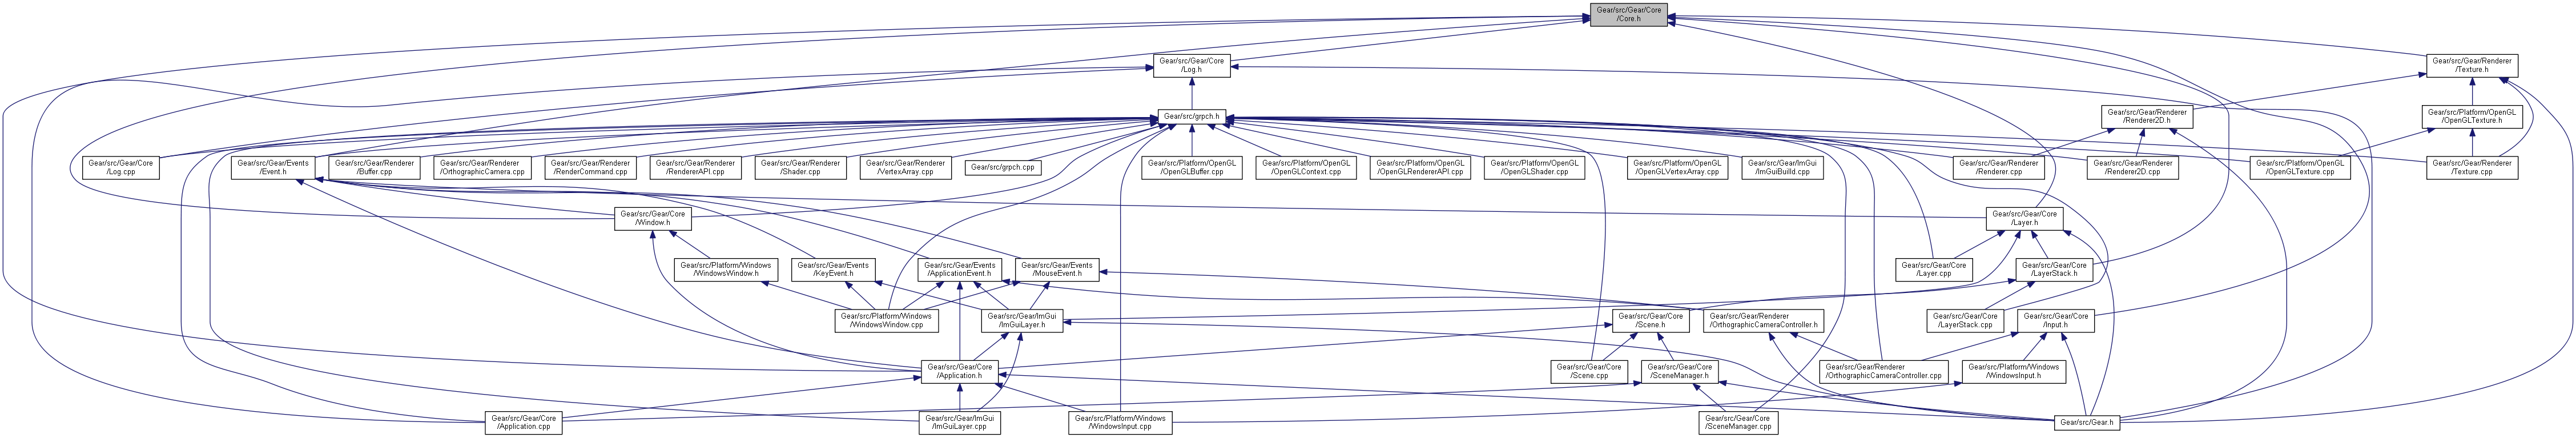 Gear/src/Gear/Core
/Core.h
Gear/src/Gear/Core
/Log.h
Gear/src/Gear/Renderer
/Texture.h
Gear/src/grpch.h
Gear/src/Gear/Renderer
/Renderer2D.h
Gear/src/Platform/OpenGL
/OpenGLTexture.h
Gear/src/Gear/Core
/Log.cpp
Gear/src/Gear/Events
/Event.h
Gear/src/Gear/Renderer
/Buffer.cpp
Gear/src/Gear/Renderer
/OrthographicCamera.cpp
Gear/src/Gear/Renderer
/RenderCommand.cpp
Gear/src/Gear/Renderer
/RendererAPI.cpp
Gear/src/Gear/Renderer
/Shader.cpp
Gear/src/Gear/Renderer
/VertexArray.cpp
Gear/src/grpch.cpp
Gear/src/Platform/OpenGL
/OpenGLBuffer.cpp
Gear/src/Platform/OpenGL
/OpenGLContext.cpp
Gear/src/Platform/OpenGL
/OpenGLRendererAPI.cpp
Gear/src/Platform/OpenGL
/OpenGLShader.cpp
Gear/src/Platform/OpenGL
/OpenGLVertexArray.cpp
Gear/src/Gear/ImGui
/ImGuiBuiild.cpp
Gear/src/Gear/Renderer
/Renderer.cpp
Gear/src/Gear/Renderer
/Renderer2D.cpp
Gear/src/Platform/OpenGL
/OpenGLTexture.cpp
Gear/src/Gear/Renderer
/Texture.cpp
Gear/src/Gear/Core
/Window.h
Gear/src/Gear/Core
/Layer.h
Gear/src/Platform/Windows
/WindowsWindow.h
Gear/src/Gear/Events
/KeyEvent.h
Gear/src/Gear/Events
/ApplicationEvent.h
Gear/src/Gear/Events
/MouseEvent.h
Gear/src/Gear/Core
/Layer.cpp
Gear/src/Gear/Core
/LayerStack.h
Gear/src/Platform/Windows
/WindowsWindow.cpp
Gear/src/Gear/ImGui
/ImGuiLayer.h
Gear/src/Gear/Core
/Scene.h
Gear/src/Gear/Renderer
/OrthographicCameraController.h
Gear/src/Gear/Core
/LayerStack.cpp
Gear/src/Gear/Core
/Input.h
Gear/src/Gear/Core
/Application.h
Gear/src/Gear/Core
/Scene.cpp
Gear/src/Gear/Core
/SceneManager.h
Gear/src/Gear/Renderer
/OrthographicCameraController.cpp
Gear/src/Platform/Windows
/WindowsInput.h
Gear/src/Gear/Core
/Application.cpp
Gear/src/Gear/ImGui
/ImGuiLayer.cpp
Gear/src/Platform/Windows
/WindowsInput.cpp
Gear/src/Gear/Core
/SceneManager.cpp
Gear/src/Gear.h